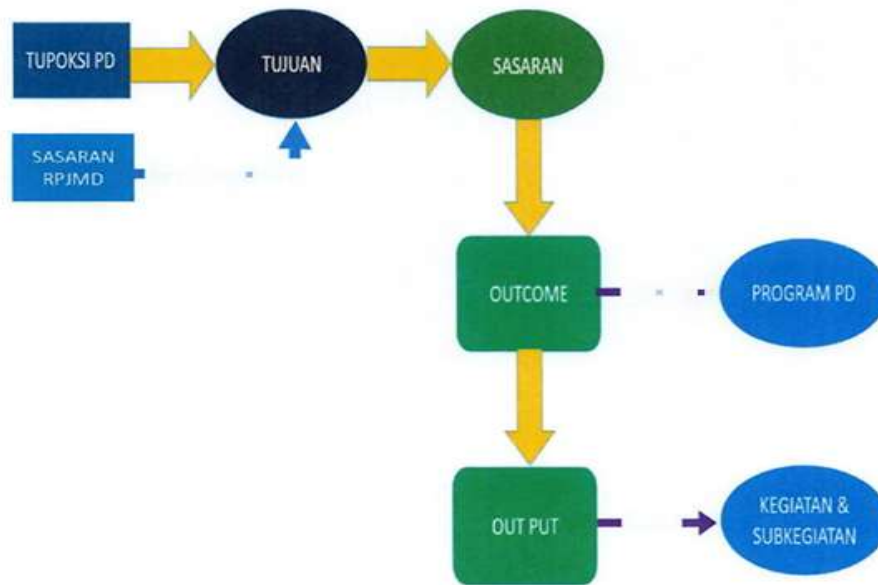 TUPOKSI PD
TUJUAN
SASARAN
SASARAN
RPJMD
OUTCOME
PROGRAM PD
OUT PUT
KEGIATAN &
SUBKEGIATAN